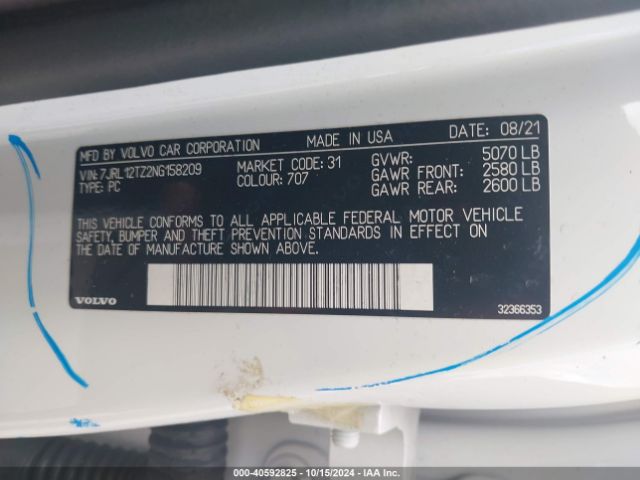 MFD BY VOLVO CAR CORPORATION MADE IN USA DATE: 08/21
VIN: 7JRL12TZ2NG158209 MARKET CODE: 31 GVWR: 5070 LB
TYPE: PC COLOUR: 707 GAWR FRONT: 2580 LB
GAWR REAR: 2600 LB
THIS VEHICLE CONFORMS TO ALL APPLICABLE FEDERAL MOTOR VEHICLE
SAFETY, BUMPER AND THEFT PREVENTION STANDARDS IN EFFECT ON
THE DATE OF MANUFACTURE SHOWN ABOVE.
VOLVO 32366353
000-40592825 - 10/15/2024 - IAA Inc.